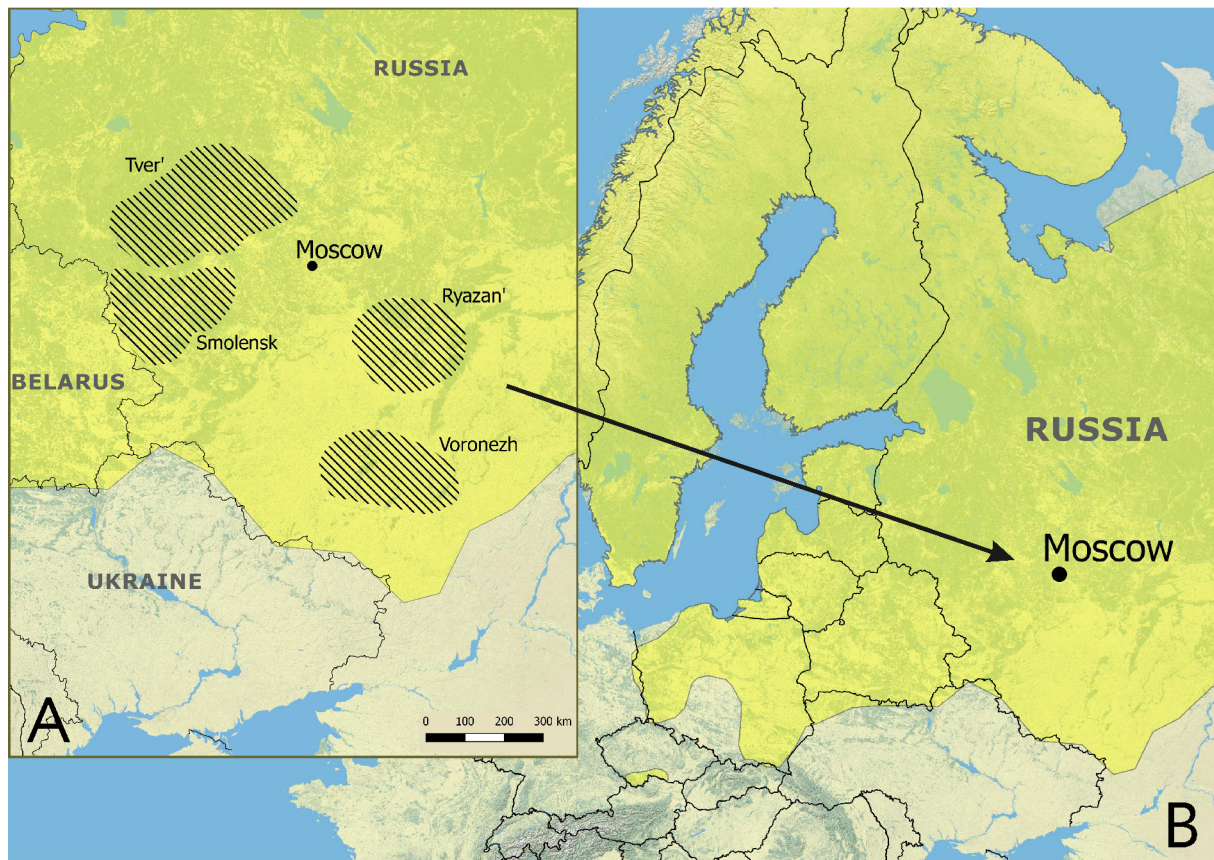 RUSSIA
Tver'
Moscow
Ryazan'
Smolensk
BELARUS
Voronezh
UKRAINE
A
0 100 200 300 km
RUSSIA
Moscow
B